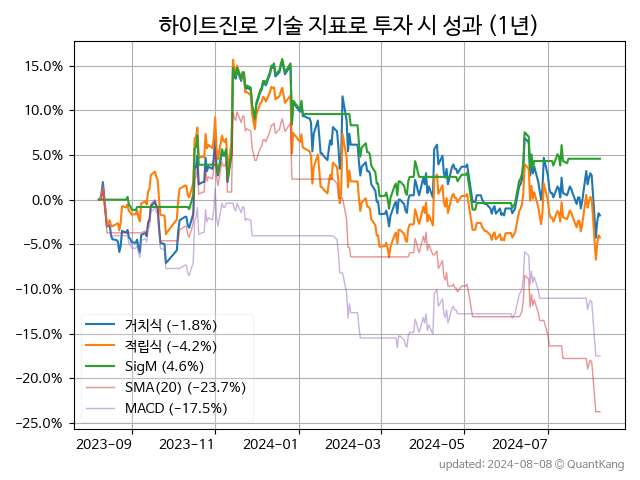 하이트진로 기술 지표로 투자 시 성과 (1년)
15.0%
10.0%
5.0%
0.0%
−5.0%
−10.0%
−15.0%
−20.0%
−25.0%
거치식 (−1.8%)
적립식 (−4.2%)
SigM (4.6%)
SMA(20) (−23.7%)
MACD (−17.5%)
2023-09
2023-11
2024-01
2024-03
2024-05
2024-07
updated: 2024-08-08 © QuantKang